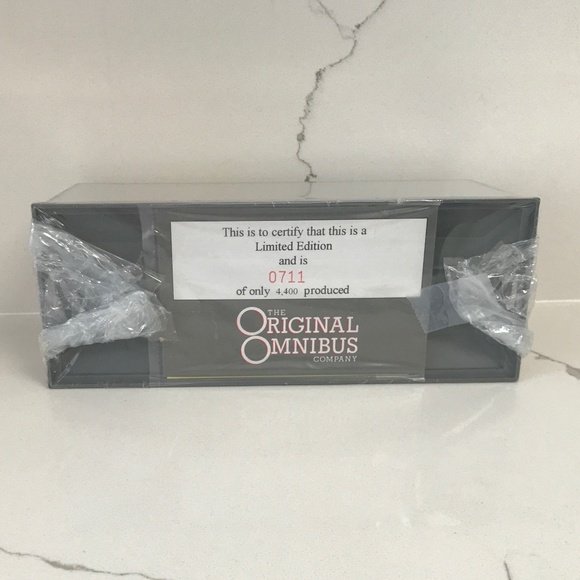 This is to certify that this is a
Limited Edition
and is
0711
of only 4,400 produced
THE
ORIGINAL
OMNIBUS
COMPANY